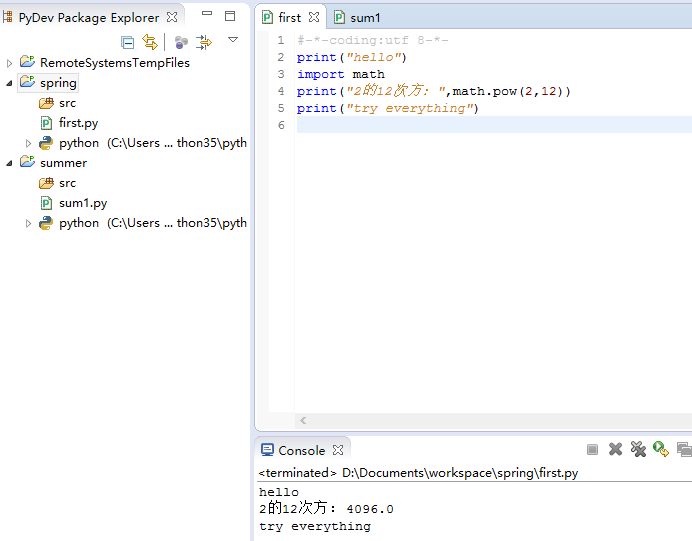 PyDev Package Explorer
RemoteSystemsTempFiles
spring
src
first.py
python (C:\Users ... thon35\pyth
summer
src
sum1.py
python (C:\Users ... thon35\pyth
first
sum1
1 #-*-coding:utf 8-*-
2 print("hello")
3 import math
4 print("2的12次方: ",math.pow(2,12))
5 print("try everything")
6
Console
<terminated> D:\Documents\workspace\spring\first.py
hello
2的12次方: 4096.0
try everything